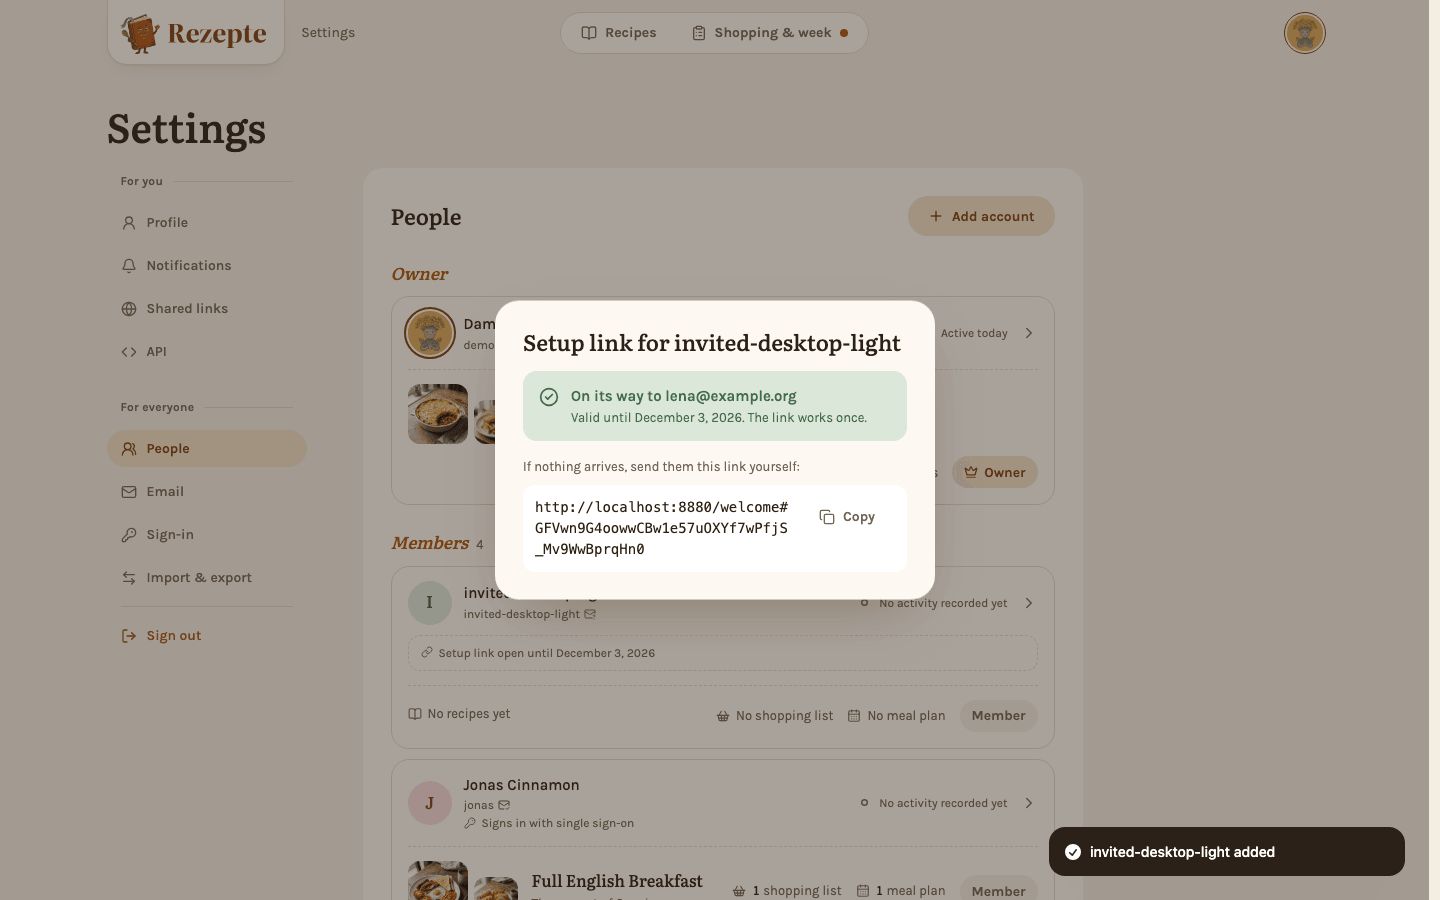 Rezepte
Settings
Recipes
Shopping & week
Settings
For you
Profile
Notifications
Shared links
API
For everyone
People
Email
Sign-in
Import & export
Sign out
People
Add account
Owner
Dam
demo
Active today
Owner
Setup link for invited-desktop-light
On its way to lena@example.org
Valid until December 3, 2026. The link works once.
If nothing arrives, send them this link yourself:
http://localhost:8880/welcome#
GFVwn9G4oowwCBw1e57uOXYf7wPfjS
_Mv9WwBprqHn0
Copy
Members 4
I
invited-desktop-light
No activity recorded yet
Setup link open until December 3, 2026
No recipes yet
No shopping list
No meal plan
Member
J
Jonas Cinnamon
jonas
Signs in with single sign-on
No activity recorded yet
Full English Breakfast
1 shopping list
1 meal plan
Member
invited-desktop-light added